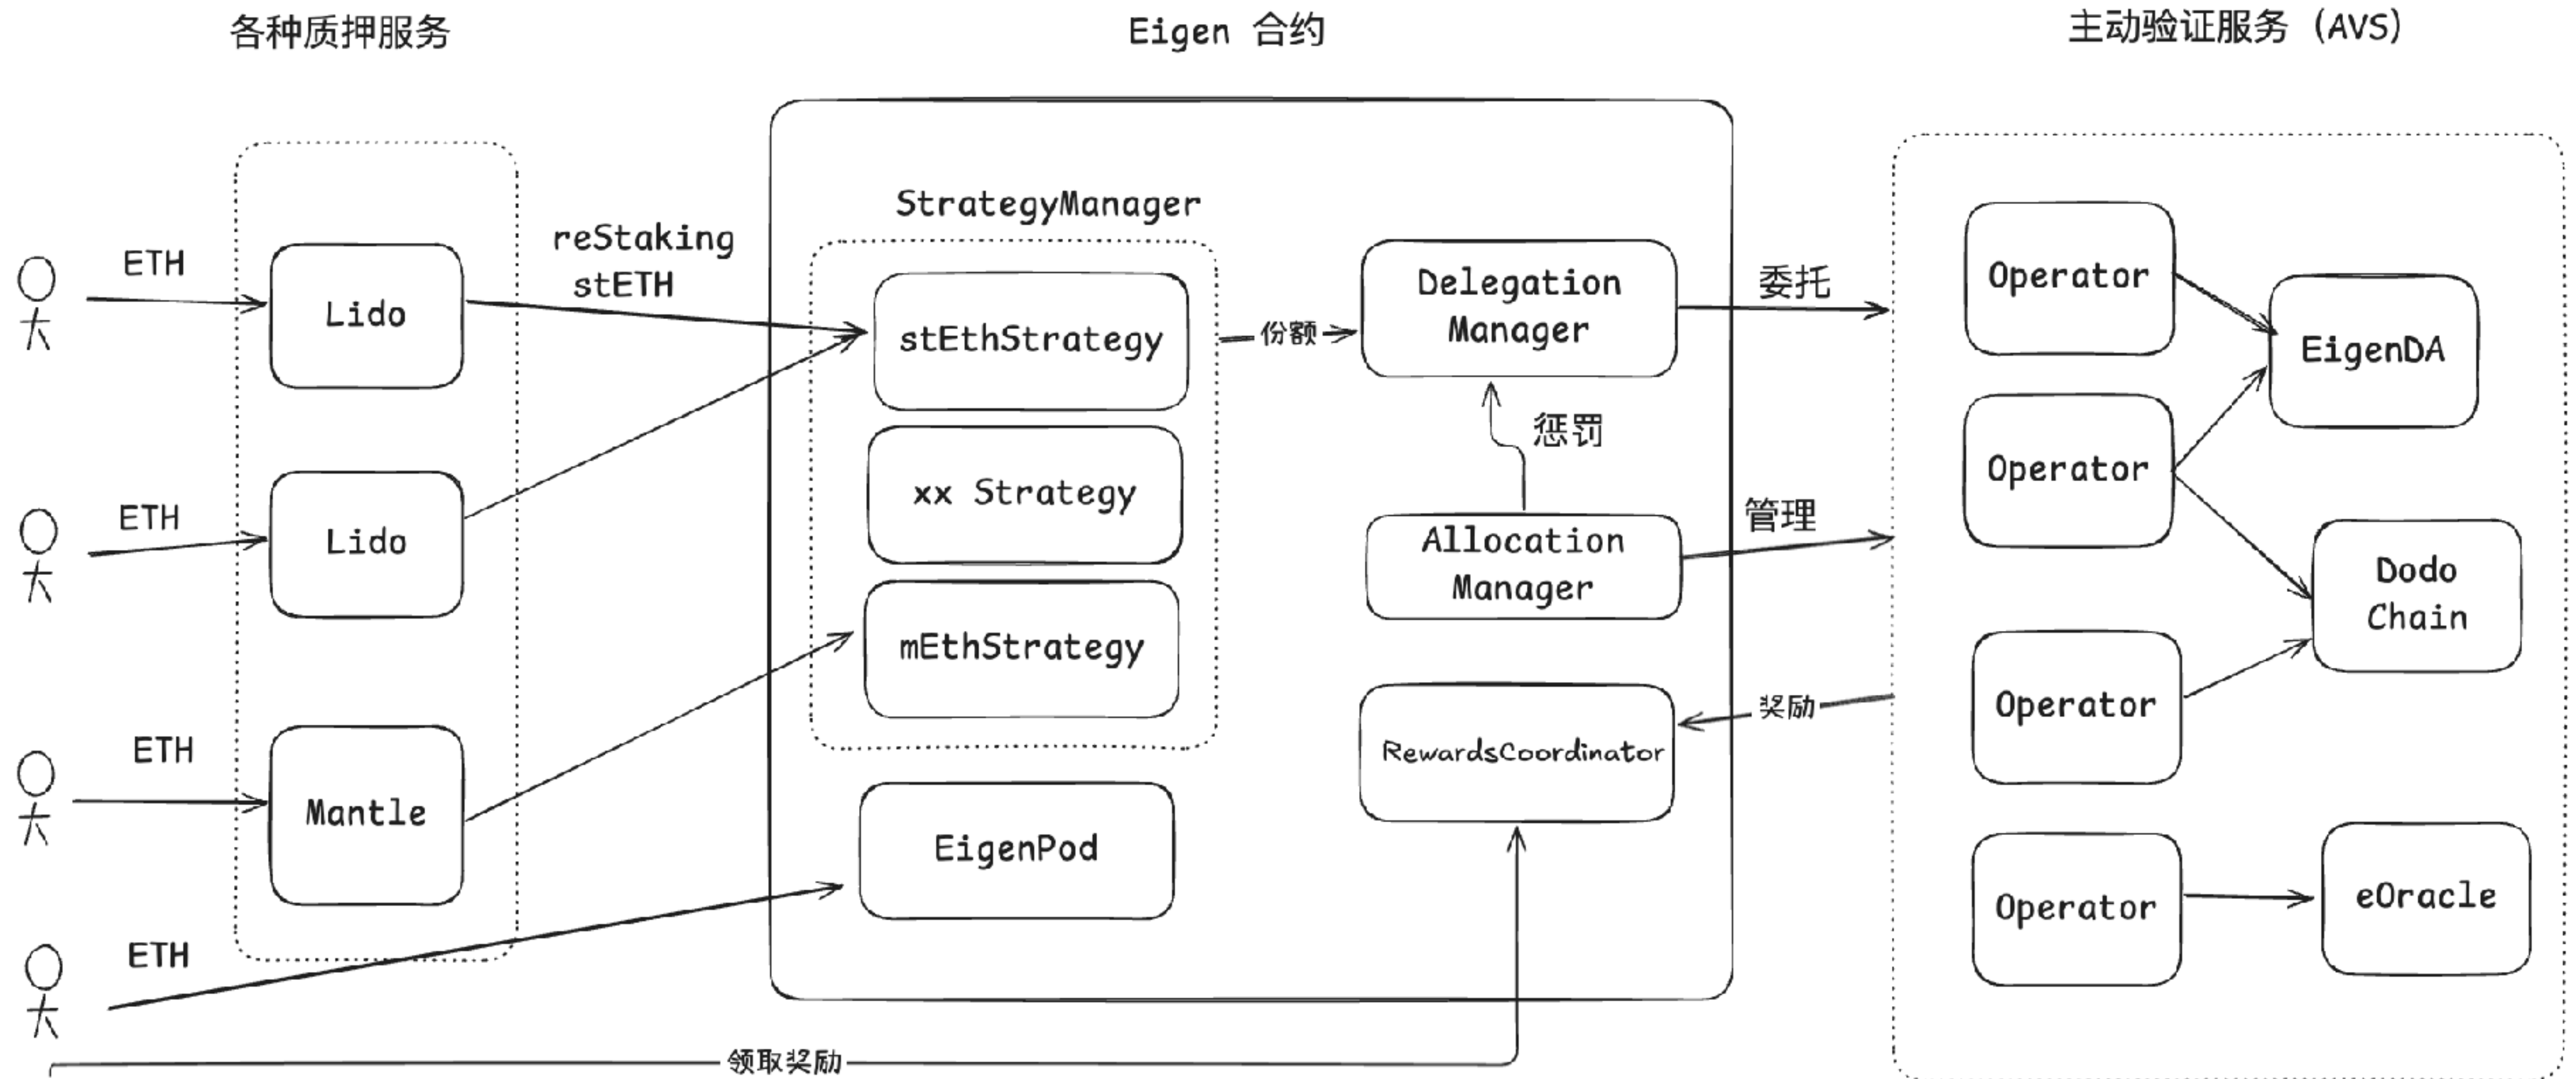 各种质押服务
Eigen 合约
主动验证服务（AVS）
StrategyManager
reStaking
stETH
ETH
Lido
stEthStrategy
份额
Delegation
Manager
委托
Operator
EigenDA
惩罚
xx Strategy
Operator
ETH
Lido
Allocation
Manager
管理
Dodo
Chain
mEthStrategy
Operator
奖励
RewardsCoordinator
ETH
Mantle
EigenPod
Operator
eOracle
ETH
领取奖励